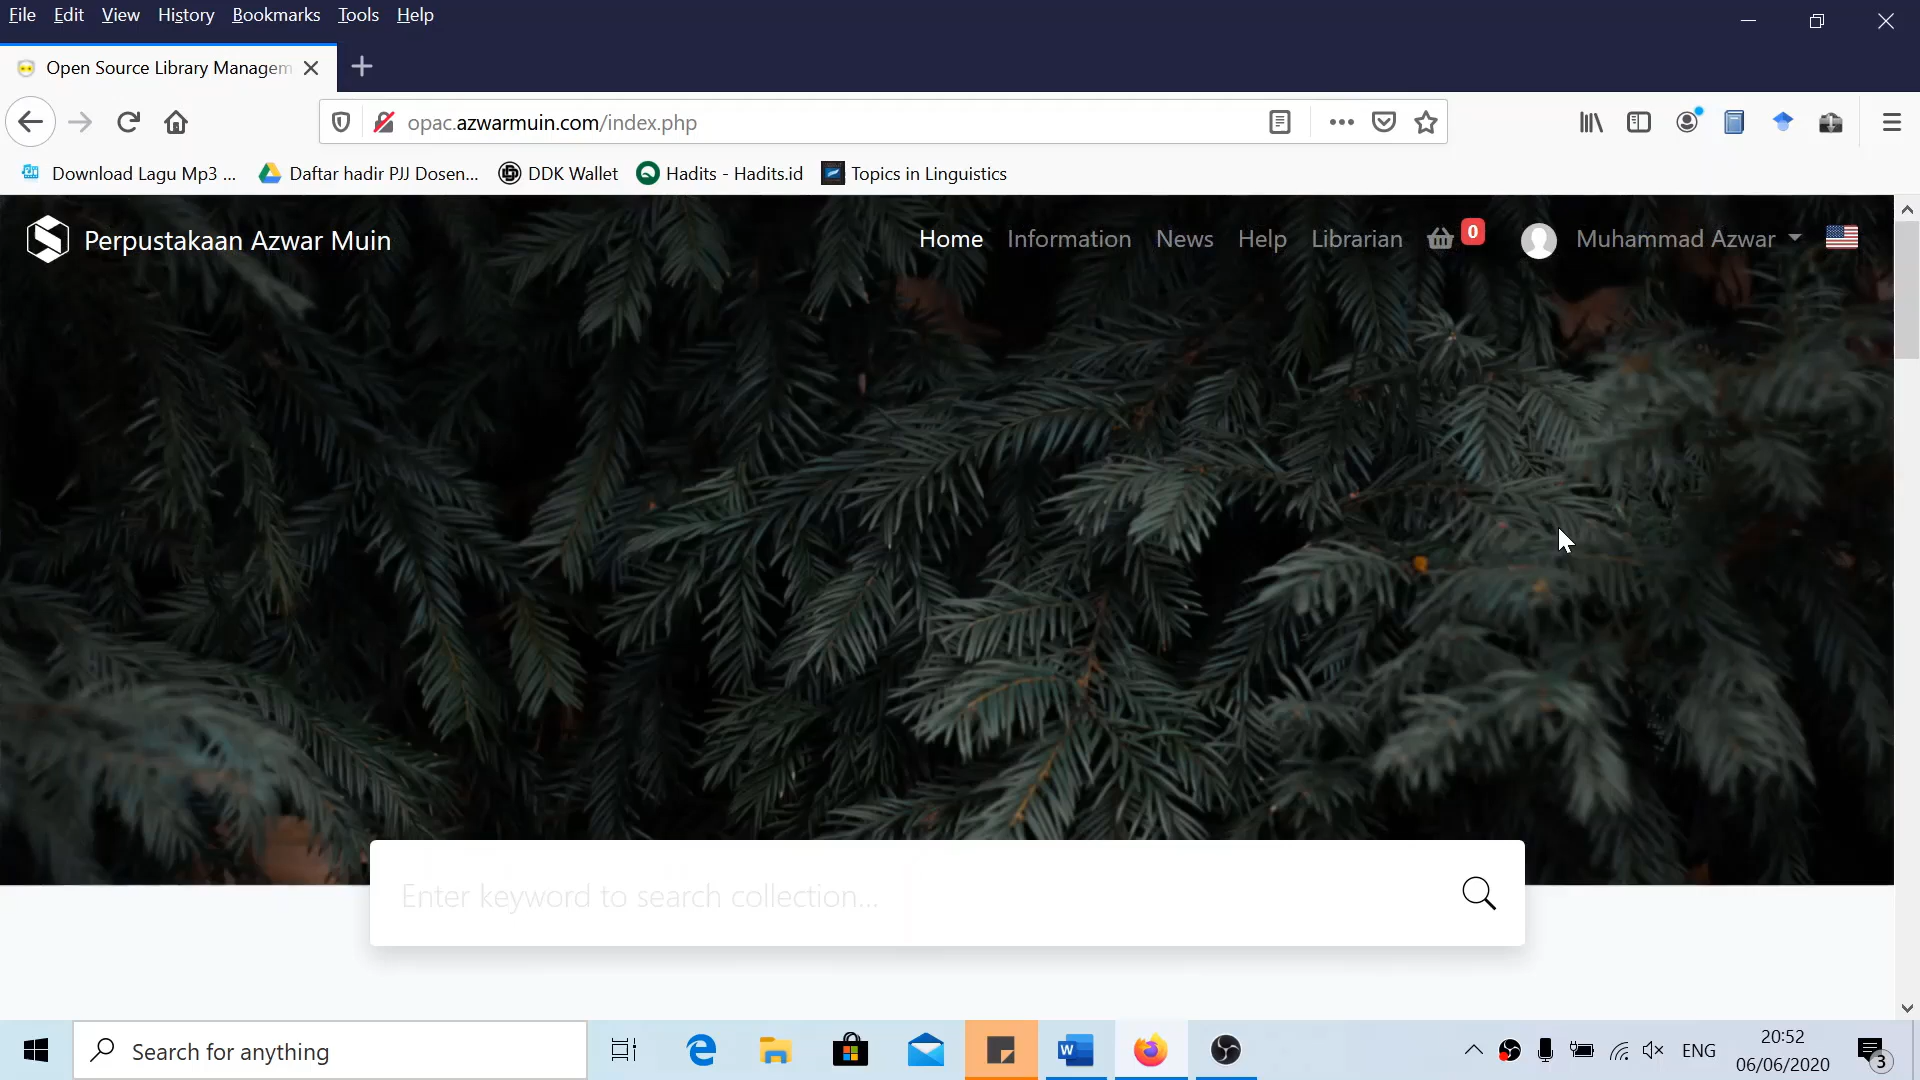 File Edit View History Bookmarks Tools Help
Open Source Library Managem
opac.azwarmuin.com/index.php
Download Lagu Mp3 ... Daftar hadir PJJ Dosen... DDK Wallet Hadits - Hadits.id Topics in Linguistics
Perpustakaan Azwar Muin Home Information News Help Librarian 0 Muhammad Azwar
Enter keyword to search collection...
Search for anything
ENG
20:52
06/06/2020
3